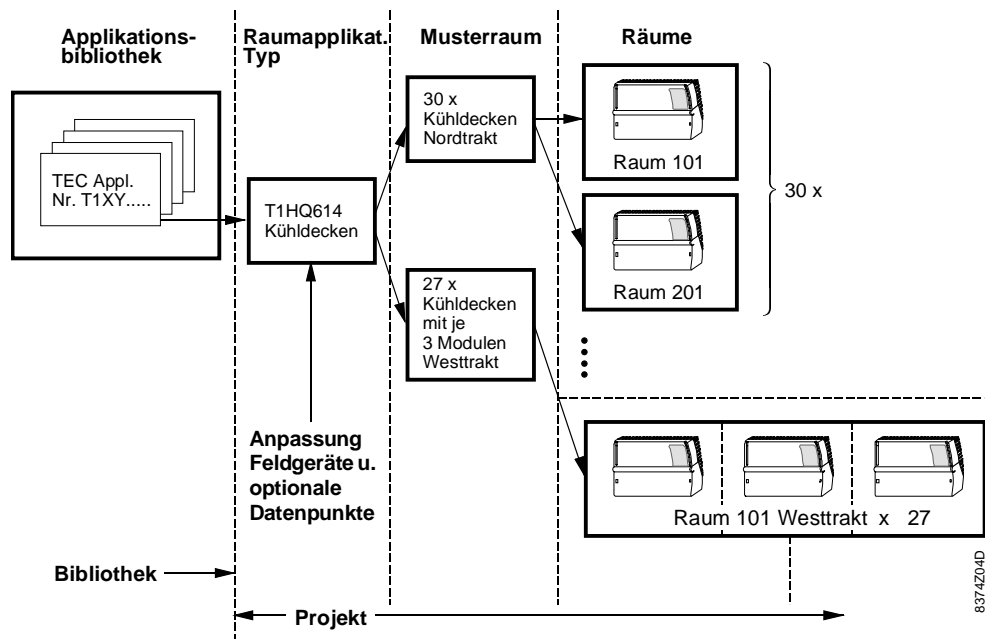 Applikations-
bibliothek
Raumapplikat.
Typ
Musterraum
Räume
TEC Appl.
Nr. T1XY.....
T1HQ614
Kühldecken
30 x
Kühldecken
Nordtrakt
27 x
Kühldecken
mit je
3 Modulen
Westtrakt
Raum 101
Raum 201
30 x
Anpassung
Feldgeräte u.
optionale
Datenpunkte
Raum 101 Westtrakt x 27
Bibliothek
Projekt
8374Z04D